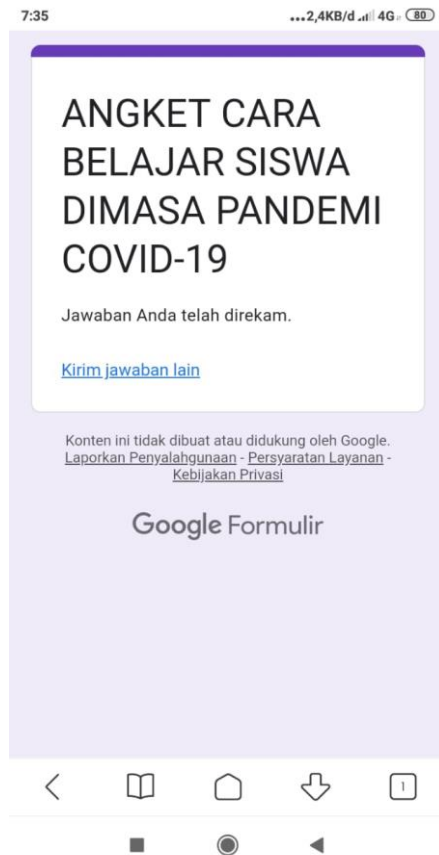 7:35
...2,4KB/d 4G 80
ANGKET CARA
BELAJAR SISWA
DIMASA PANDEMI
COVID-19
Jawaban Anda telah direkam.
Kirim jawaban lain
Konten ini tidak dibuat atau didukung oleh Google.
Laporkan Penyalahgunaan - Persyaratan Layanan -
Kebijakan Privasi
Google Formulir
1